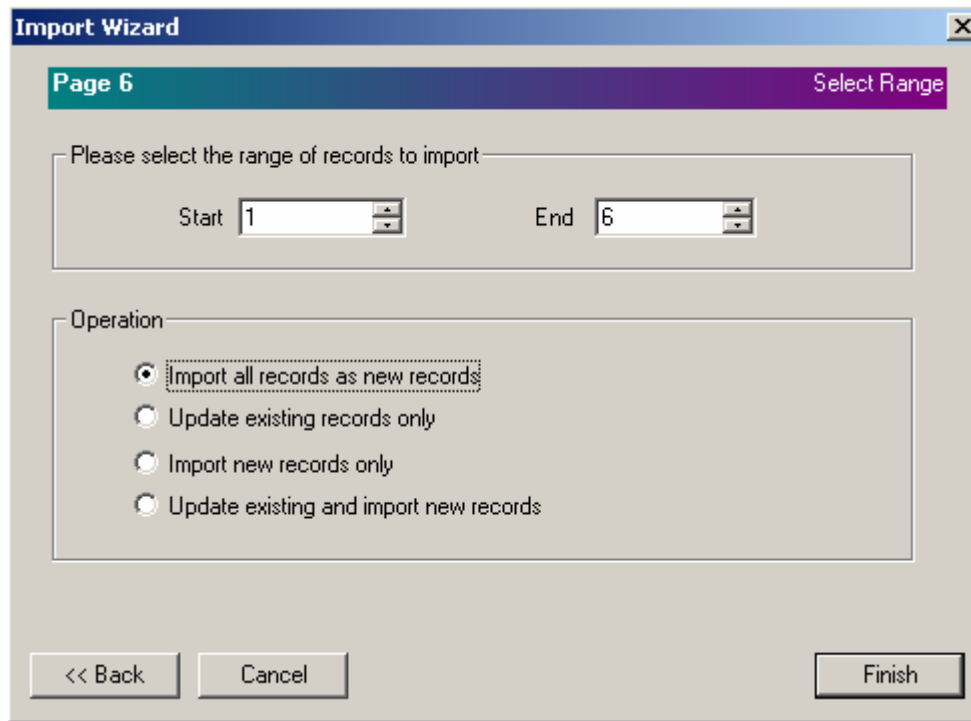 Import Wizard
Page 6 Select Range
Please select the range of records to import
Start 1 End 6
Operation
Import all records as new records
Update existing records only
Import new records only
Update existing and import new records
<< Back Cancel Finish